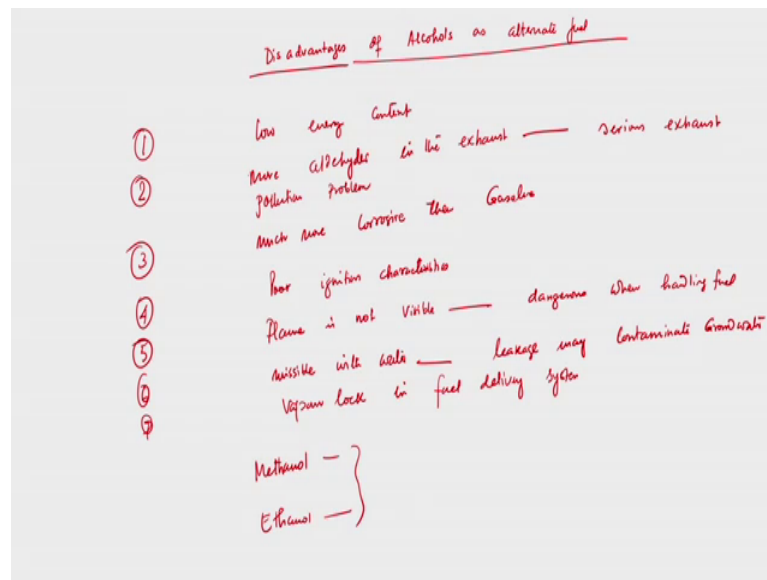 Disadvantages of Alcohols as alternate fuel
① Low energy content
② More aldehydes in the exhaust — serious exhaust
pollution problem
③ Much more corrosive than Gasoline
④ Poor ignition characteristics
⑤ Flame is not visible — dangerous when handling fuel
⑥ missible with water — leakage may contaminate Groundwater
⑦ Vapour lock in fuel delivery system
Methanol —
Ethanol —